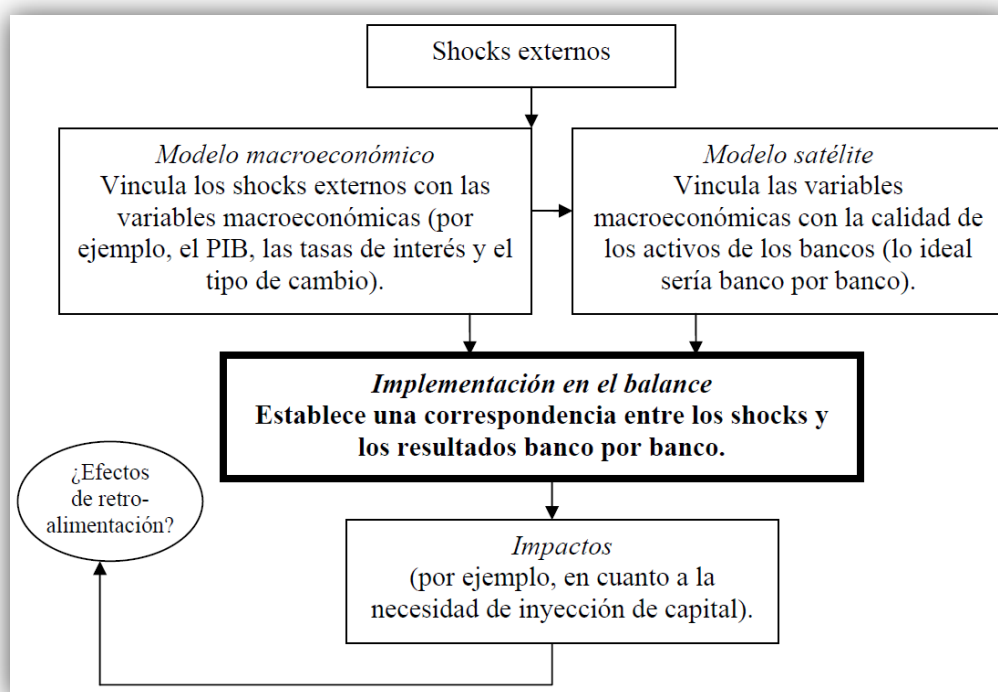 Shocks externos
Modelo macroeconómico
Vincula los shocks externos con las
variables macroeconómicas (por
ejemplo, el PIB, las tasas de interés y el
tipo de cambio).
Modelo satélite
Vincula las variables
macroeconómicas con la calidad de
los activos de los bancos (lo ideal
sería banco por banco).
Implementación en el balance
Establece una correspondencia entre los shocks y
los resultados banco por banco.
¿Efectos
de retro-
alimentación?
Impactos
(por ejemplo, en cuanto a la
necesidad de inyección de capital).